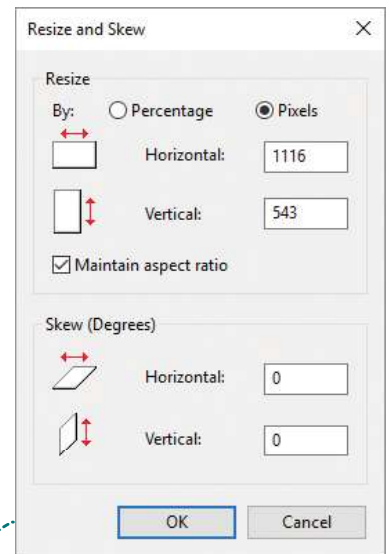 Resize and Skew
Resize
By: Percentage Pixels
Horizontal: 1116
Vertical: 543
Maintain aspect ratio
Skew (Degrees)
Horizontal: 0
Vertical: 0
OK Cancel